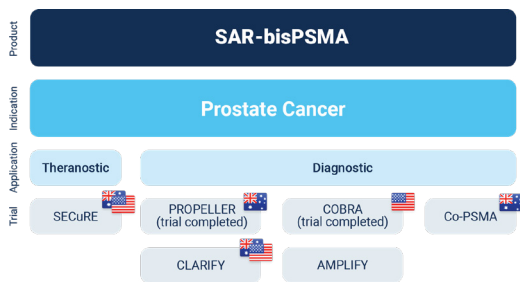 Product
SAR-bisPSMA
Indication
Prostate Cancer
Application
Theranostic
Diagnostic
Trial
SECuRE
PROPELLER
(trial completed)
COBRA
(trial completed)
Co-PSMA
CLARIFY
AMPLIFY